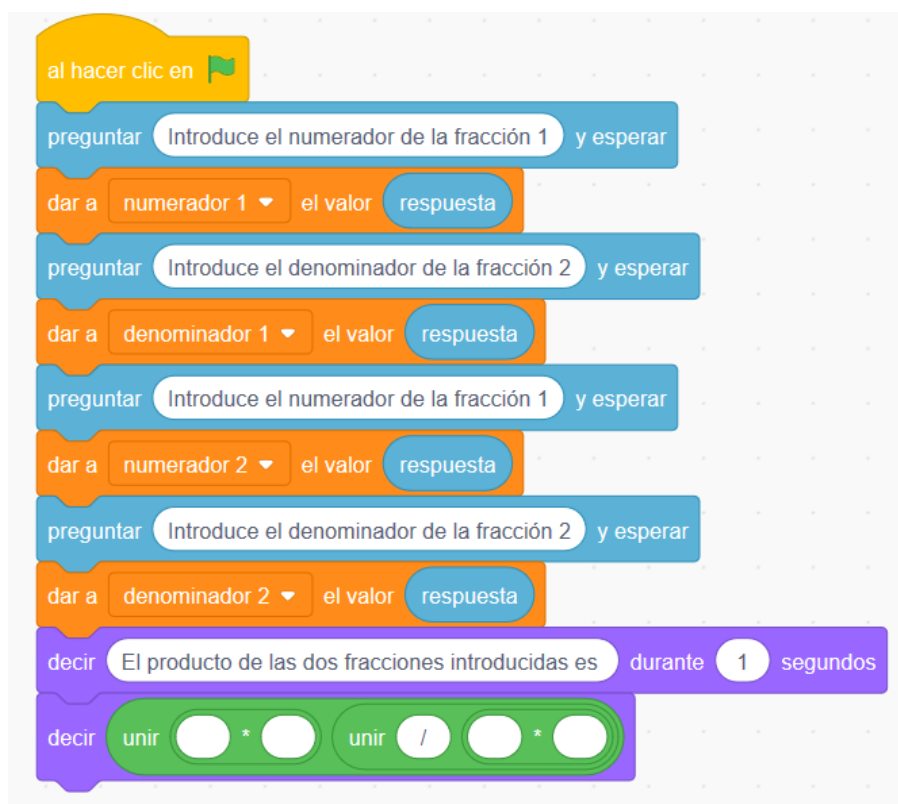 al hacer clic en
preguntar Introduce el numerador de la fracción 1 y esperar
dar a numerador 1 el valor respuesta
preguntar Introduce el denominador de la fracción 2 y esperar
dar a denominador 1 el valor respuesta
preguntar Introduce el numerador de la fracción 1 y esperar
dar a numerador 2 el valor respuesta
preguntar Introduce el denominador de la fracción 2 y esperar
dar a denominador 2 el valor respuesta
decir El producto de las dos fracciones introducidas es durante 1 segundos
decir unir * unir / *